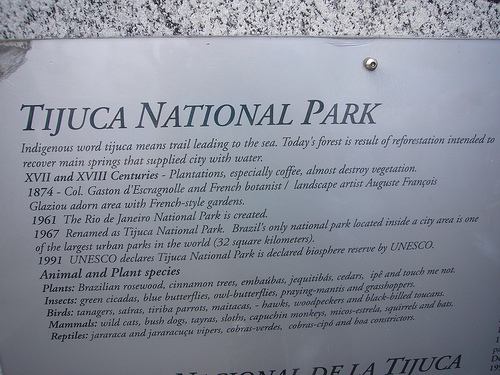 TIJUCA NATIONAL PARK
Indigenous word tijuca means trail leading to the sea. Today's forest is result of reforestation intended to
recover main springs that supplied city with water.
XVII and XVIII Centuries - Plantations, especially coffee, almost destroy vegetation.
1874 - Col. Gaston d'Escragnolle and French botanist / landscape artist Auguste François
Glaziou adorn area with French-style gardens.
1961 The Rio de Janeiro National Park is created.
1967 Renamed as Tijuca National Park. Brazil's only national park located inside a city area is one
of the largest urban parks in the world (32 square kilometers).
1991 UNESCO declares Tijuca National Park is declared biosphere reserve by UNESCO.
Animal and Plant species
Plants: Brazilian rosewood, cinnamon trees, embaúbas, jequitibás, cedars, ipê and touch me not.
Insects: green cicadas, blue butterflies, owl-butterflies, praying-mantis and grasshoppers.
Birds: tanagers, saíras, tiriba parrots, maitacas, - hawks, woodpeckers and black-billed toucans.
Mammals: wild cats, bush dogs, tayras, sloths, capuchin monkeys, micos-estrela, squirrels and bats.
Reptiles: jararaca and jararacuçu vipers, cobras-verdes, cobras-cipó and boa constrictors.
NACIONAL DE LA TIJUCA